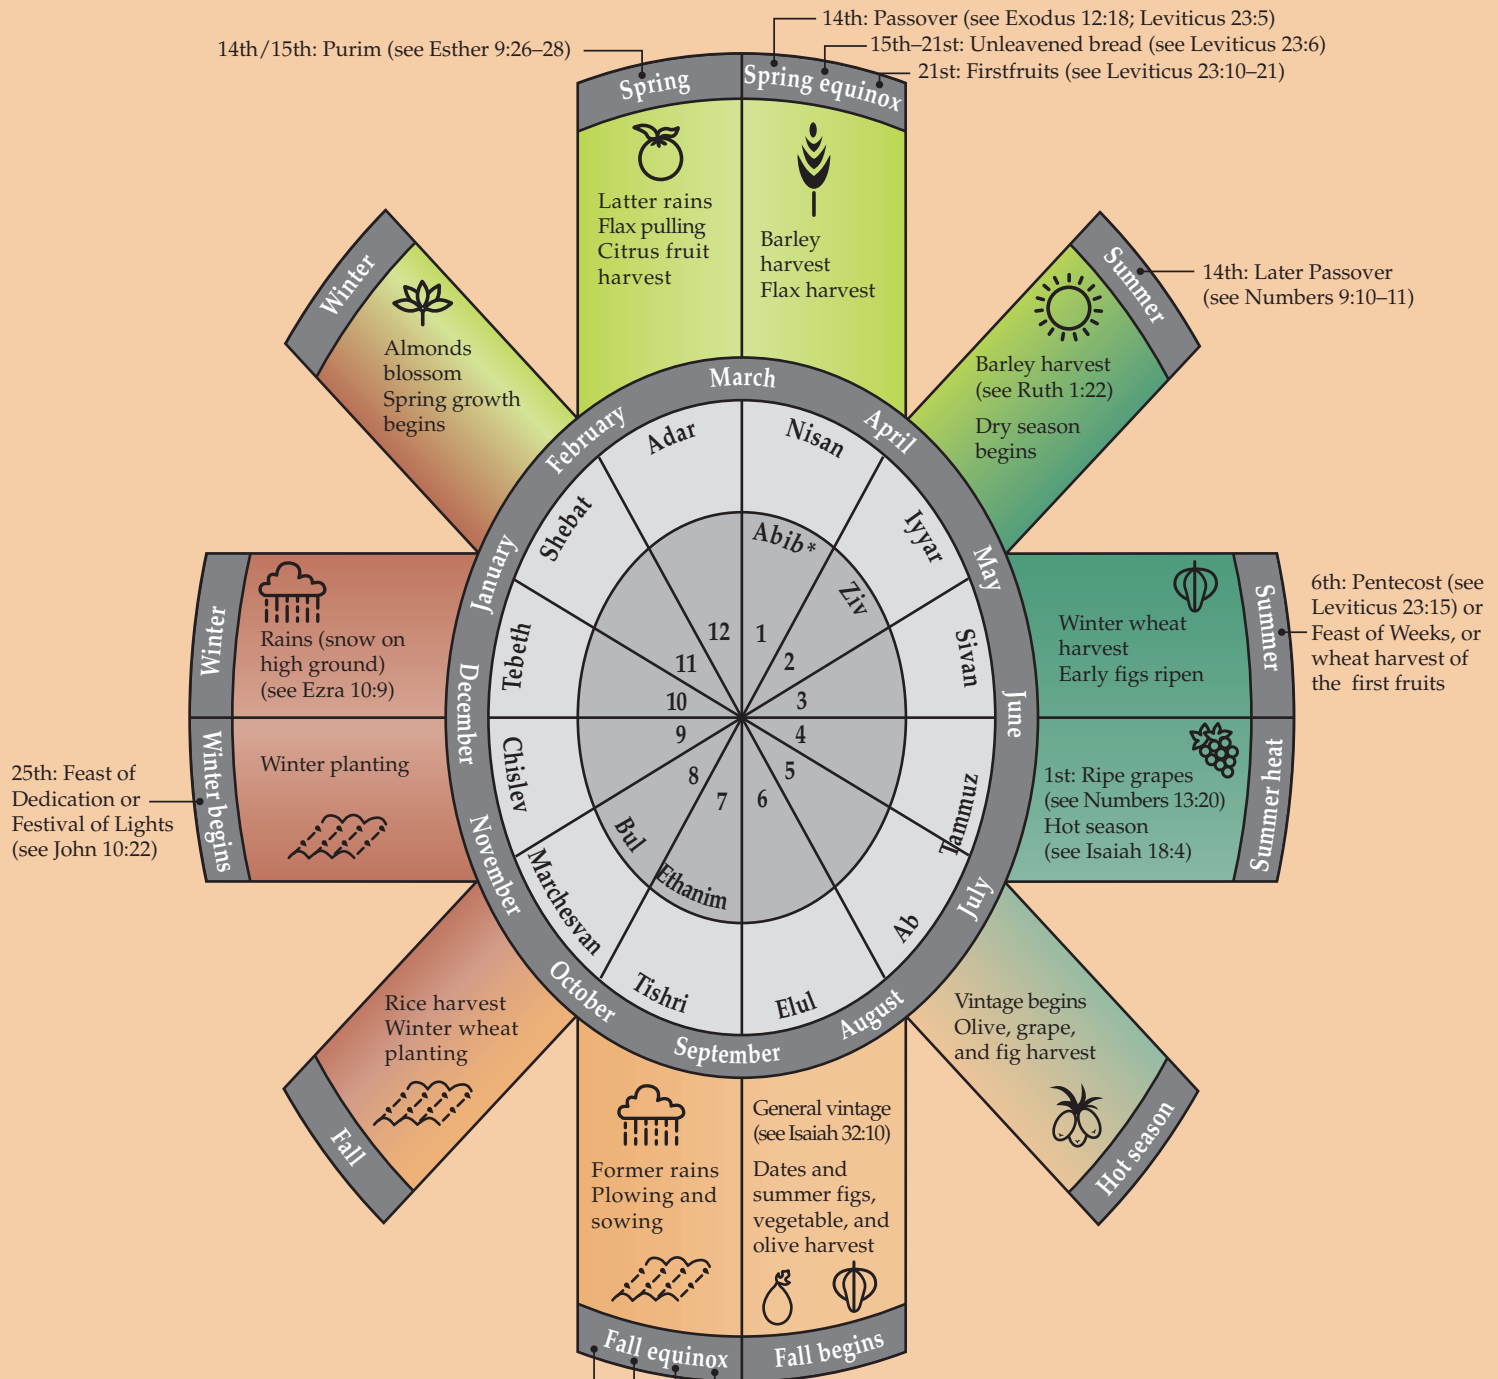 14th: Passover (see Exodus 12:18; Leviticus 23:5)
15th–21st: Unleavened bread (see Leviticus 23:6)
21st: Firstfruits (see Leviticus 23:10–21)
14th/15th: Purim (see Esther 9:26–28)
Spring
Spring equinox
Latter rains
Flax pulling
Citrus fruit
harvest
Barley
harvest
Flax harvest
Summer
14th: Later Passover
(see Numbers 9:10–11)
Barley harvest
(see Ruth 1:22)
Dry season
begins
Summer
6th: Pentecost (see
Leviticus 23:15) or
Feast of Weeks, or
wheat harvest of
the first fruits
Winter wheat
harvest
Early figs ripen
Summer heat
1st: Ripe grapes
(see Numbers 13:20)
Hot season
(see Isaiah 18:4)
Hot season
Vintage begins
Olive, grape,
and fig harvest
General vintage
(see Isaiah 32:10)
Dates and
summer figs,
vegetable, and
olive harvest
Fall begins
Former rains
Plowing and
sowing
Fall equinox
Rice harvest
Winter wheat
planting
Fall
Winter planting
Winter begins
25th: Feast of
Dedication or
Festival of Lights
(see John 10:22)
Rains (snow on
high ground)
(see Ezra 10:9)
Winter
Almonds
blossom
Spring growth
begins
Winter
March
April
May
June
July
August
September
October
November
December
January
February
Nisan
Iyyar
Sivan
Tammuz
Ab
Elul
Tishri
Marchesvan
Chislev
Tebeth
Shebat
Adar
Abib*
Ziv
Ethanim
Bul
1
2
3
4
5
6
7
8
9
10
11
12